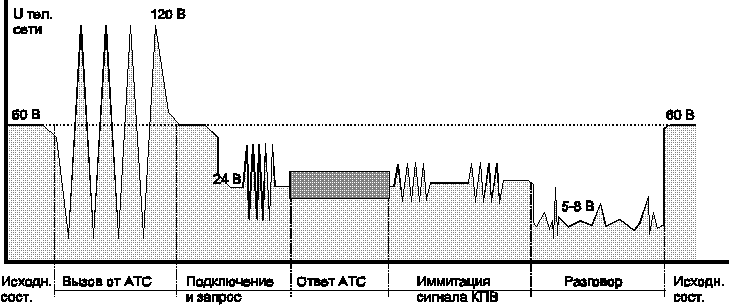 U тел.
сети
120 В
60 В
60 В
24 В
5-8 В
Исходн.
сост.
Вызов от АТС
Подключение
и запрос
Ответ АТС
Иммитация
сигнала КПВ
Разговор
Исходн.
сост.